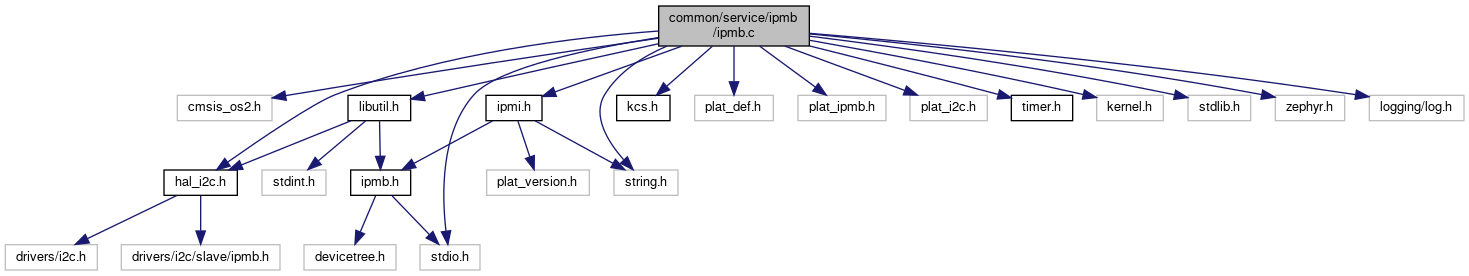 common/service/ipmb
/ipmb.c
cmsis_os2.h
libutil.h
ipmi.h
kcs.h
plat_def.h
plat_ipmb.h
plat_i2c.h
timer.h
kernel.h
stdlib.h
zephyr.h
logging/log.h
hal_i2c.h
stdint.h
ipmb.h
plat_version.h
string.h
drivers/i2c.h
drivers/i2c/slave/ipmb.h
devicetree.h
stdio.h